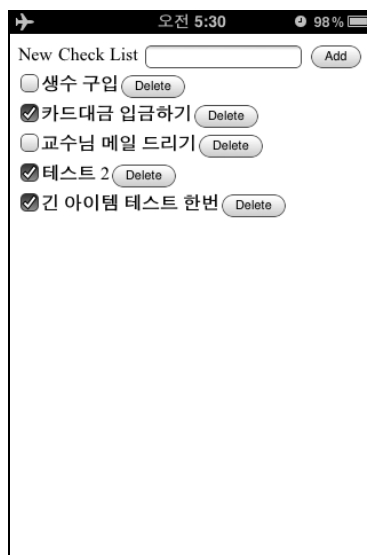 오전 5:30 98%
New Check List Add
생수 구입 Delete
카드대금 입금하기 Delete
교수님 메일 드리기 Delete
테스트 2 Delete
긴 아이템 테스트 한번 Delete